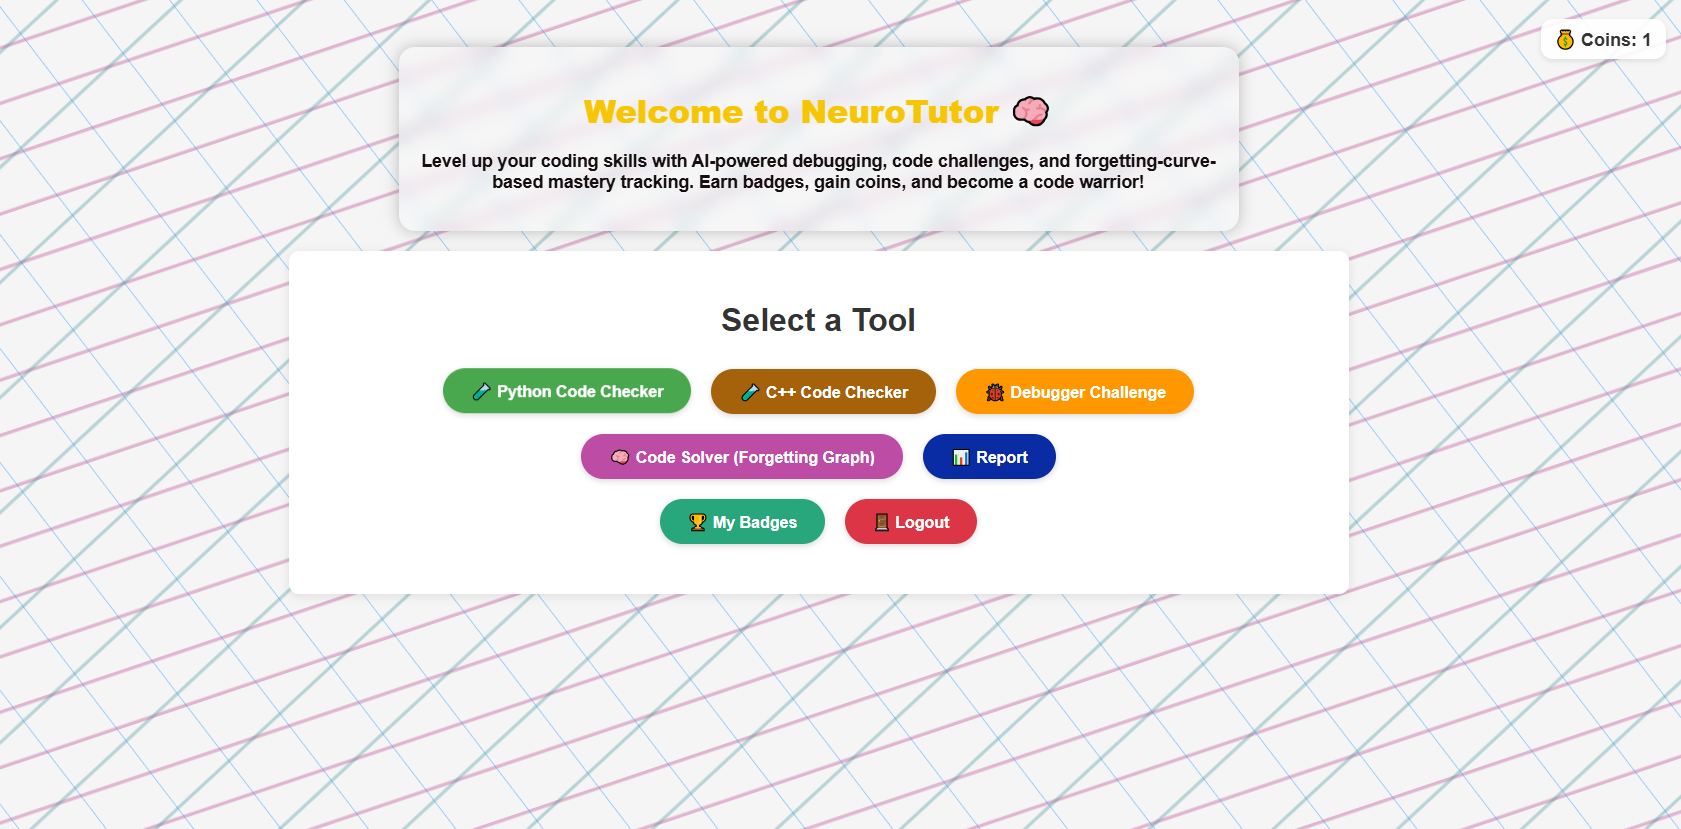 Coins: 1
Welcome to NeuroTutor
Level up your coding skills with AI-powered debugging, code challenges, and forgetting-curve-
based mastery tracking. Earn badges, gain coins, and become a code warrior!
Select a Tool
Python Code Checker
C++ Code Checker
Debugger Challenge
Code Solver (Forgetting Graph)
Report
My Badges
Logout